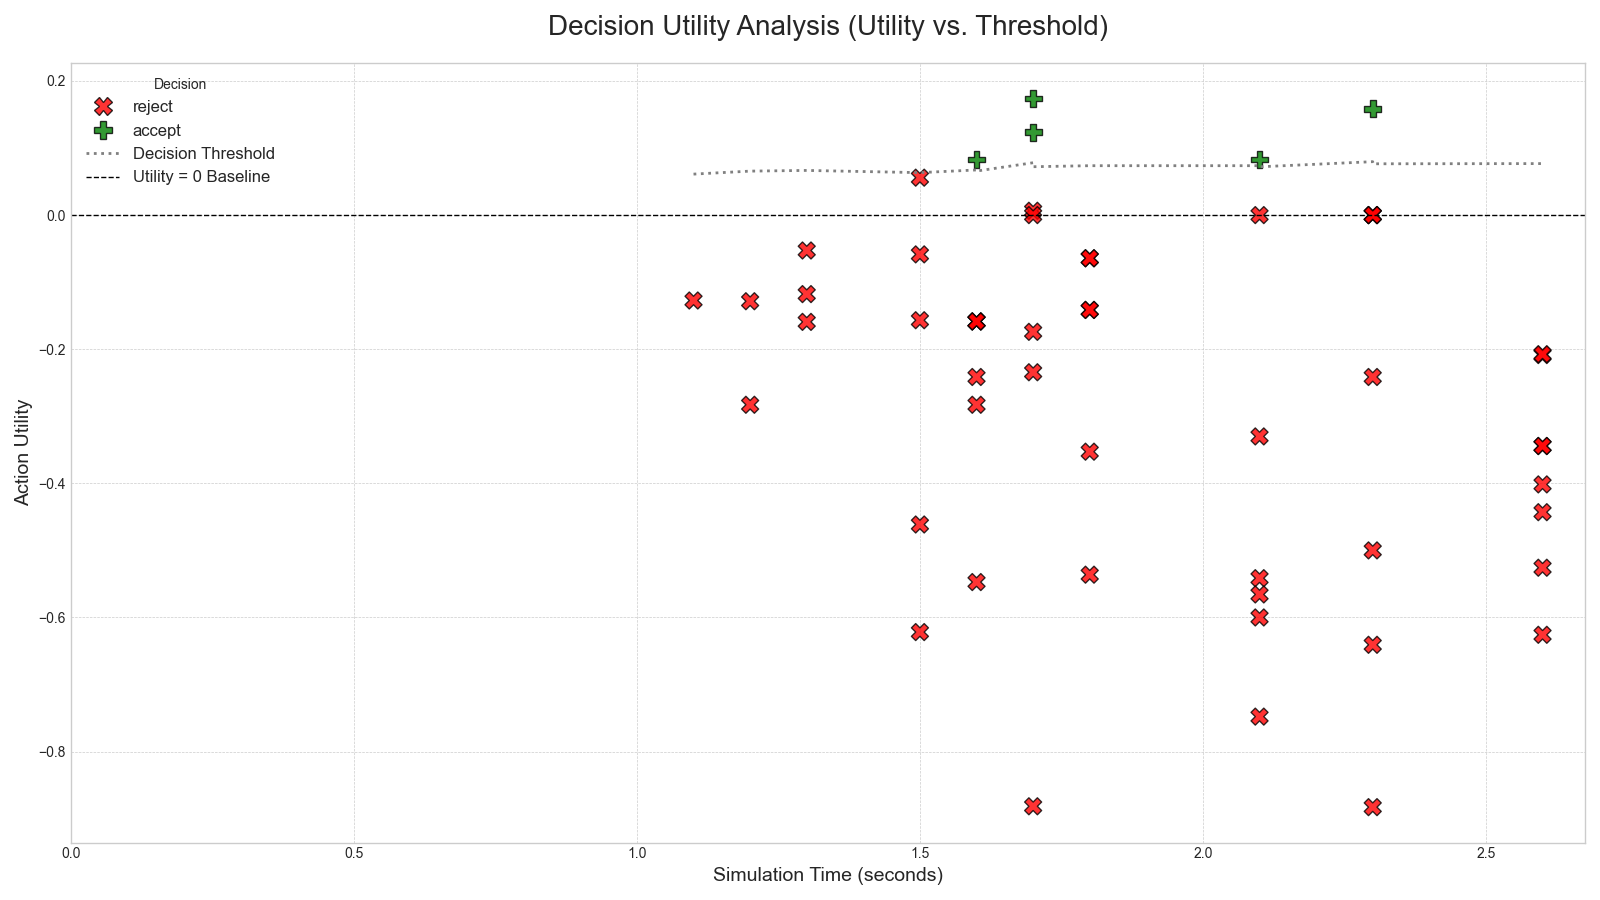 Decision Utility Analysis (Utility vs. Threshold)
Decision
reject
accept
Decision Threshold
Utility = 0 Baseline
Action Utility
0.2
0.0
−0.2
−0.4
−0.6
−0.8
0.0
0.5
1.0
1.5
2.0
2.5
Simulation Time (seconds)